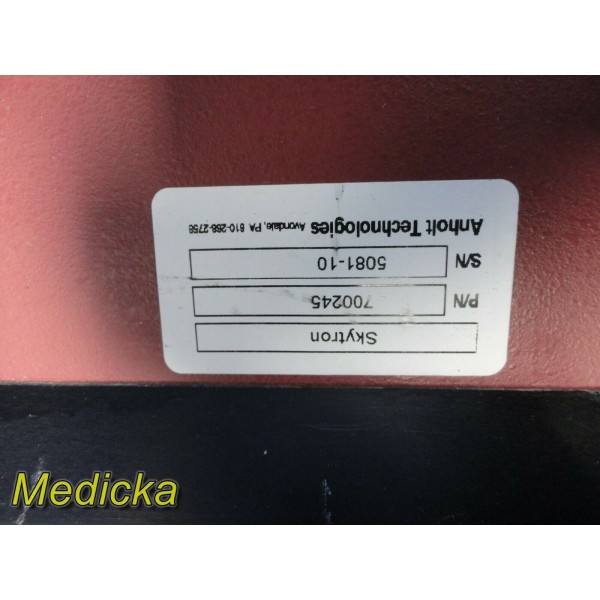 Skytron
P/N 700245
S/N 5081-10
Anholt Technologies Avondale, PA 610-268-2758
Medicka